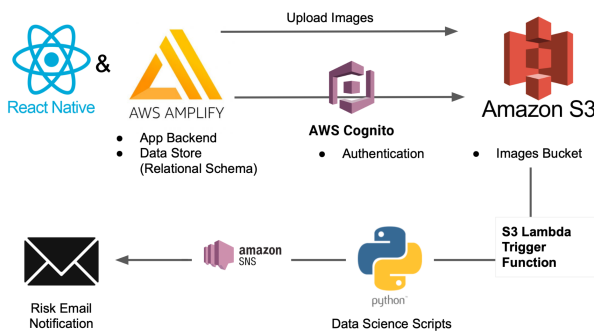 Upload Images
&
React Native
AWS AMPLIFY
AWS Cognito
Amazon S3
● App Backend
● Data Store
(Relational Schema)
● Authentication
● Images Bucket
S3 Lambda
Trigger
Function
amazon
SNS
python
Risk Email
Notification
Data Science Scripts